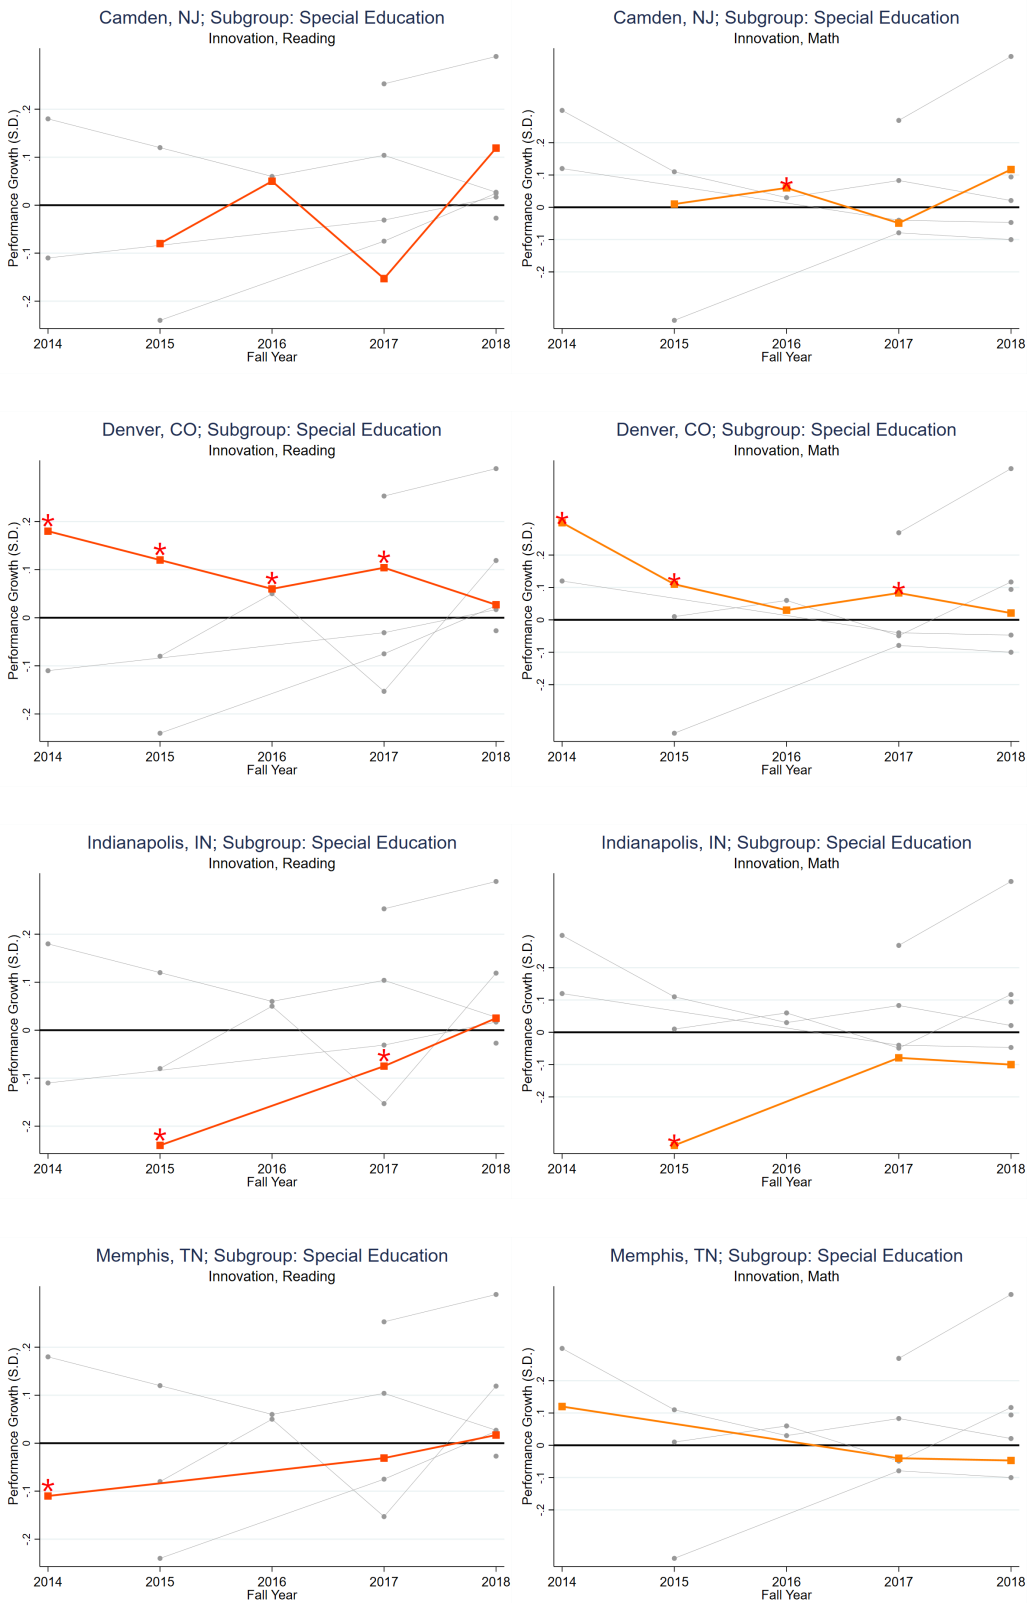 Camden, NJ; Subgroup: Special Education
Innovation, Reading
Performance Growth (S.D.)
.2
.1
0
-.1
-.2
2014 2015 2016 2017 2018
Fall Year
Camden, NJ; Subgroup: Special Education
Innovation, Math
Performance Growth (S.D.)
.2
.1
0
-.1
-.2
2014 2015 2016 2017 2018
Fall Year
Denver, CO; Subgroup: Special Education
Innovation, Reading
Performance Growth (S.D.)
.2
.1
0
-.1
-.2
2014 2015 2016 2017 2018
Fall Year
Denver, CO; Subgroup: Special Education
Innovation, Math
Performance Growth (S.D.)
.2
.1
0
-.1
-.2
2014 2015 2016 2017 2018
Fall Year
Indianapolis, IN; Subgroup: Special Education
Innovation, Reading
Performance Growth (S.D.)
.2
.1
0
-.1
-.2
2014 2015 2016 2017 2018
Fall Year
Indianapolis, IN; Subgroup: Special Education
Innovation, Math
Performance Growth (S.D.)
.2
.1
0
-.1
-.2
2014 2015 2016 2017 2018
Fall Year
Memphis, TN; Subgroup: Special Education
Innovation, Reading
Performance Growth (S.D.)
.2
.1
0
-.1
-.2
2014 2015 2016 2017 2018
Fall Year
Memphis, TN; Subgroup: Special Education
Innovation, Math
Performance Growth (S.D.)
.2
.1
0
-.1
-.2
2014 2015 2016 2017 2018
Fall Year